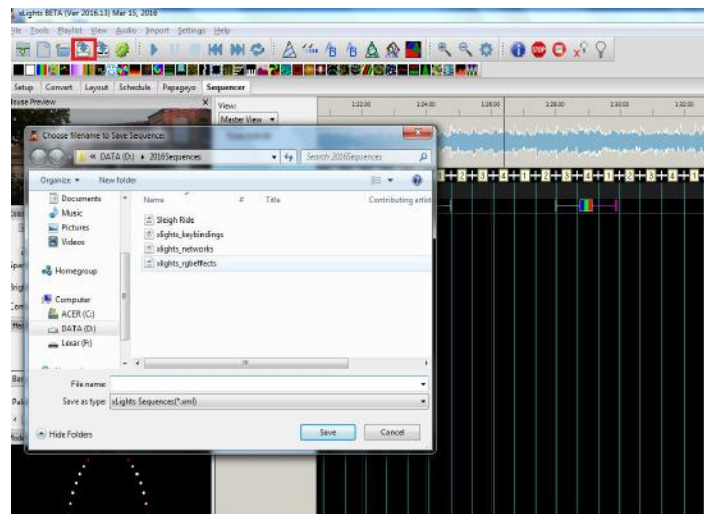 xLights BETA (Ver 2016.13) Mar 15, 2016
File Tools Playlist View Audio Import Settings Help
Setup Convert Layout Schedule Papagayo Sequencer
House Preview X View:
Master View
1:22.00 1:24.00 1:26.00 1:28.00 1:30.00 1:32.00
Choose filename to Save Sequence:
« DATA (D:) ▸ 2016Sequences Search 2016Sequences
Organize New folder
Name # Title Contributing artist
Documents
Music
Pictures
Videos
Homegroup
Computer
ACER (C:)
DATA (D:)
Lexar (F:)
Sleigh Ride
xlights_keybindings
xlights_networks
xlights_rgbeffects
File name:
Save as type: xLights Sequences(*.xml)
Hide Folders Save Cancel